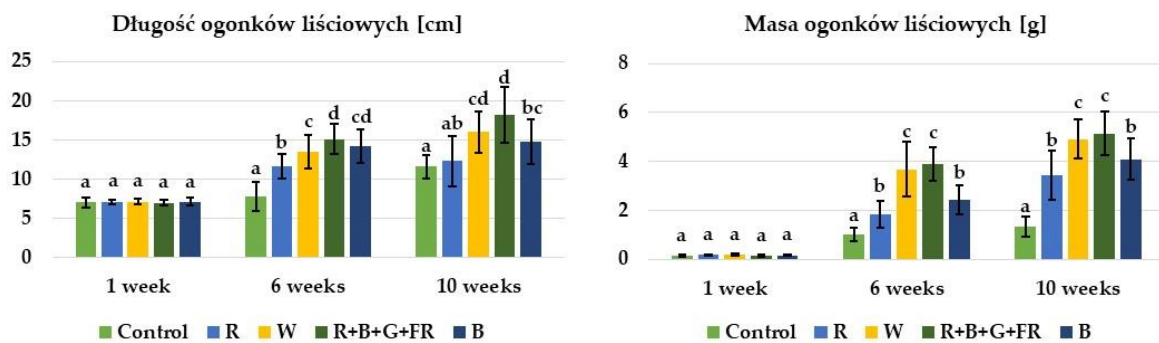 Długość ogonków liściowych [cm]
25
20
15
10
5
0
a a a a a
a b c d cd
a ab cd d bc
1 week 6 weeks 10 weeks
Control R W R+B+G+FR B
Masa ogonków liściowych [g]
8
6
4
2
0
a a a a a
a b c c b
a b c c b
1 week 6 weeks 10 weeks
Control R W R+B+G+FR B